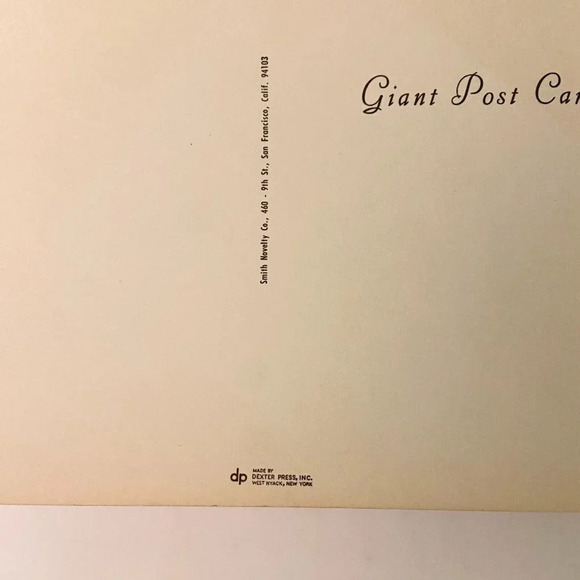 Giant Post Car
Smith Novelty Co., 460 - 9th St., San Francisco, Calif. 94103
dp
MADE BY
DEXTER PRESS, INC.
WEST NYACK, NEW YORK